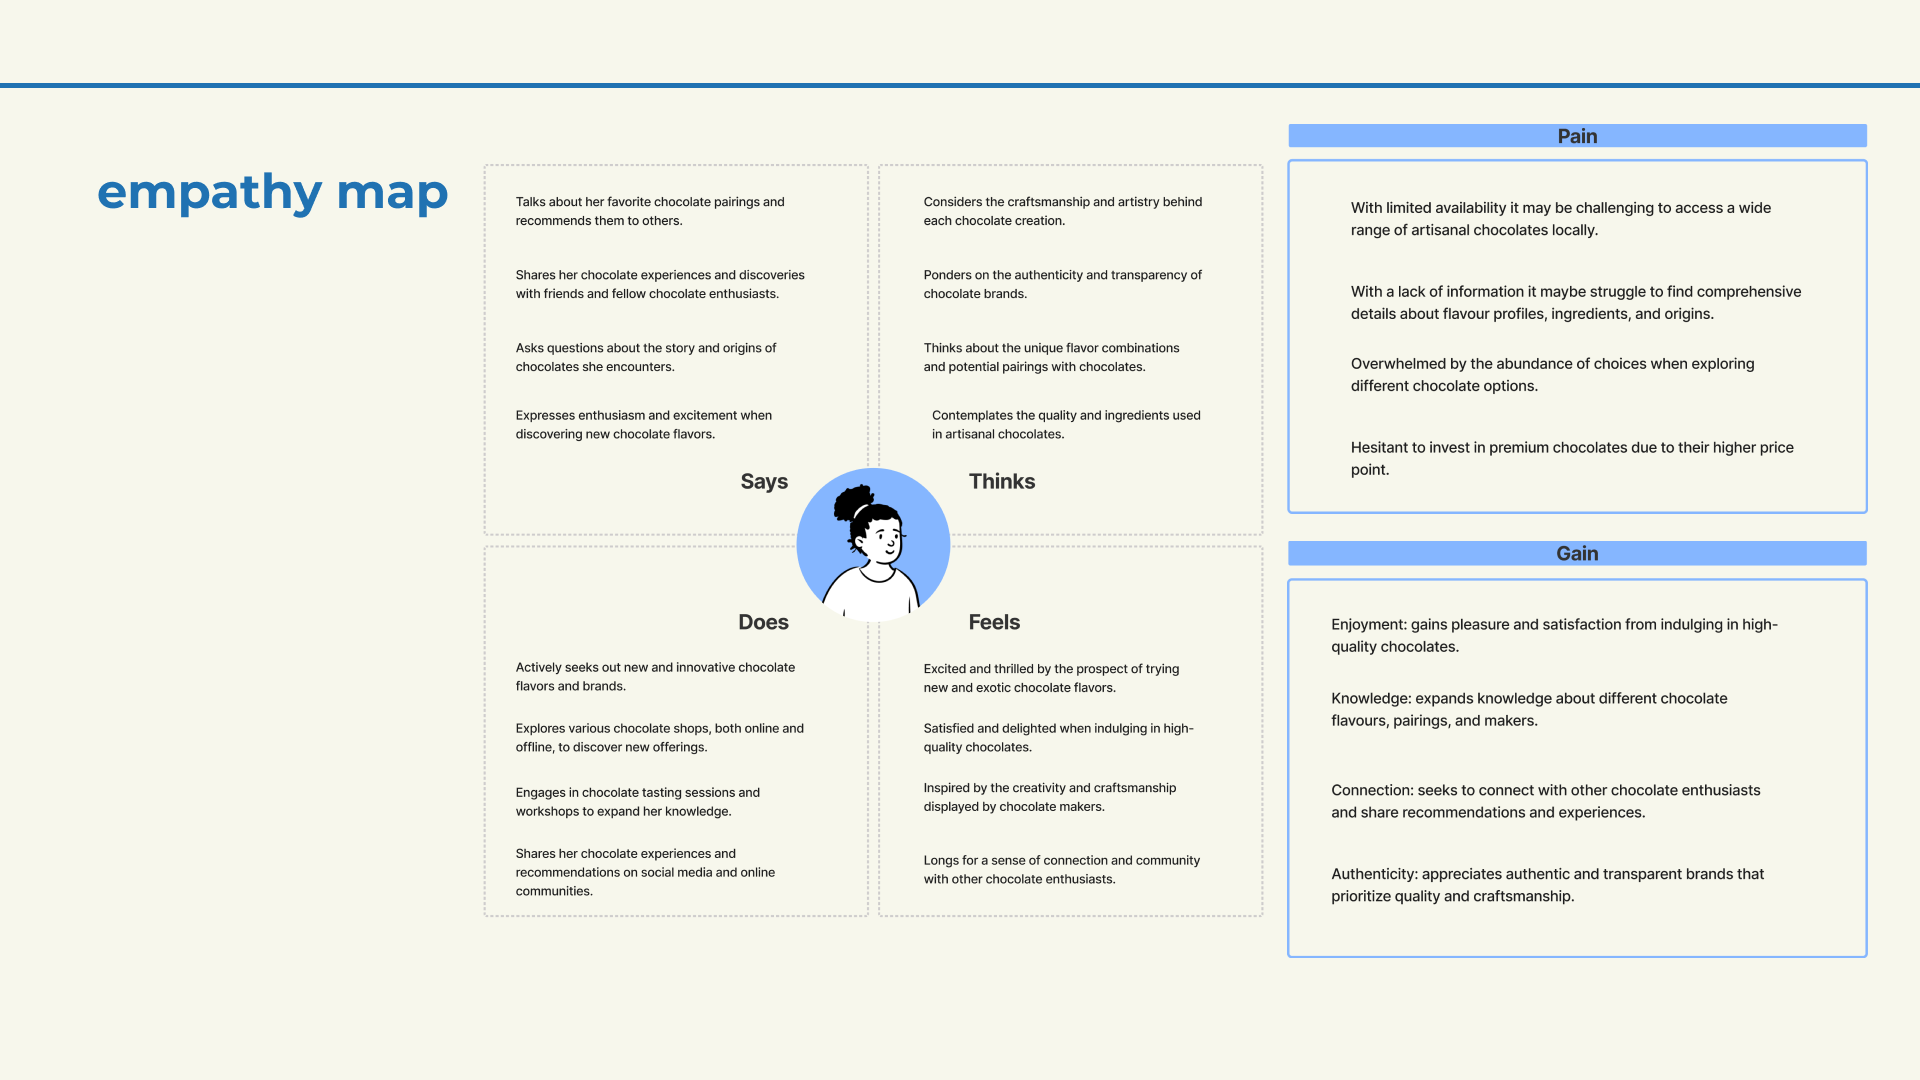 empathy map
Talks about her favorite chocolate pairings and
recommends them to others.
Shares her chocolate experiences and discoveries
with friends and fellow chocolate enthusiasts.
Asks questions about the story and origins of
chocolates she encounters.
Expresses enthusiasm and excitement when
discovering new chocolate flavors.
Says
Considers the craftsmanship and artistry behind
each chocolate creation.
Ponders on the authenticity and transparency of
chocolate brands.
Thinks about the unique flavor combinations
and potential pairings with chocolates.
Contemplates the quality and ingredients used
in artisanal chocolates.
Thinks
Does
Actively seeks out new and innovative chocolate
flavors and brands.
Explores various chocolate shops, both online and
offline, to discover new offerings.
Engages in chocolate tasting sessions and
workshops to expand her knowledge.
Shares her chocolate experiences and
recommendations on social media and online
communities.
Feels
Excited and thrilled by the prospect of trying
new and exotic chocolate flavors.
Satisfied and delighted when indulging in high-
quality chocolates.
Inspired by the creativity and craftsmanship
displayed by chocolate makers.
Longs for a sense of connection and community
with other chocolate enthusiasts.
Pain
With limited availability it may be challenging to access a wide
range of artisanal chocolates locally.
With a lack of information it maybe struggle to find comprehensive
details about flavour profiles, ingredients, and origins.
Overwhelmed by the abundance of choices when exploring
different chocolate options.
Hesitant to invest in premium chocolates due to their higher price
point.
Gain
Enjoyment: gains pleasure and satisfaction from indulging in high-
quality chocolates.
Knowledge: expands knowledge about different chocolate
flavours, pairings, and makers.
Connection: seeks to connect with other chocolate enthusiasts
and share recommendations and experiences.
Authenticity: appreciates authentic and transparent brands that
prioritize quality and craftsmanship.